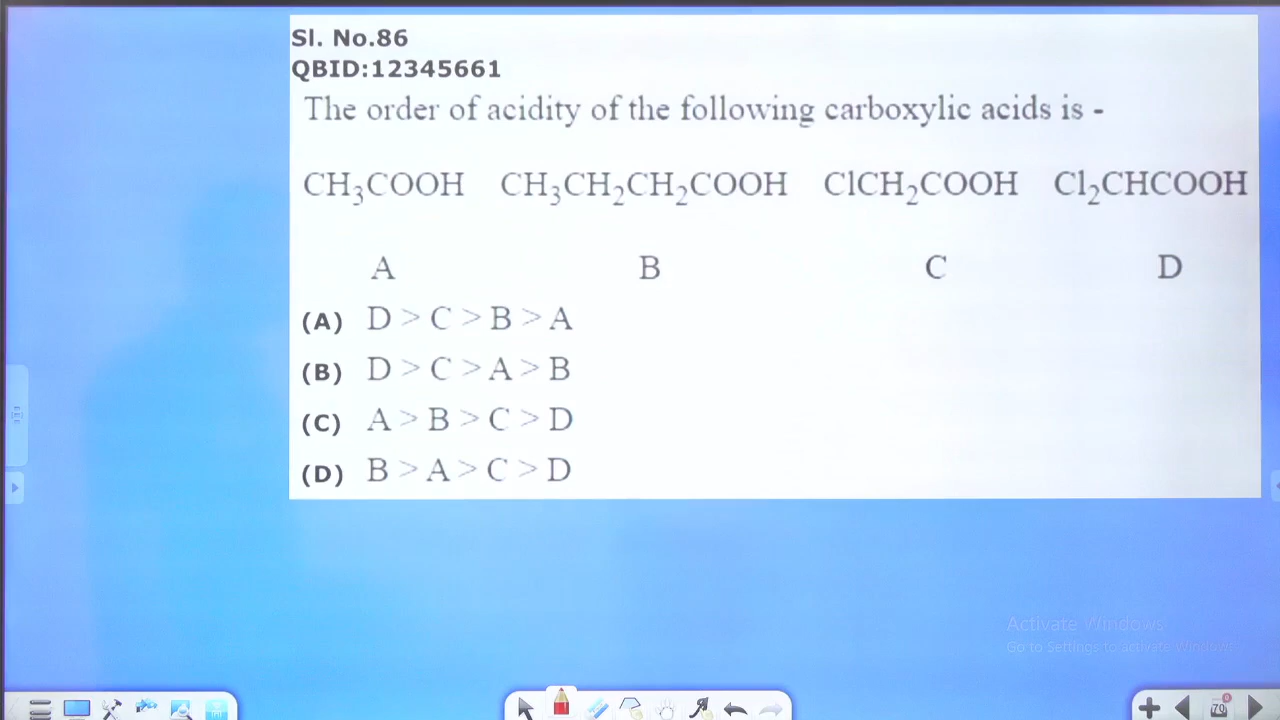 Sl. No.86
QBID:12345661
The order of acidity of the following carboxylic acids is -
CH₃COOH CH₃CH₂CH₂COOH ClCH₂COOH Cl₂CHCOOH
A B C D
(A) D > C > B > A
(B) D > C > A > B
(C) A > B > C > D
(D) B > A > C > D
Activate Windows
Go to Settings to activate Windows.
70